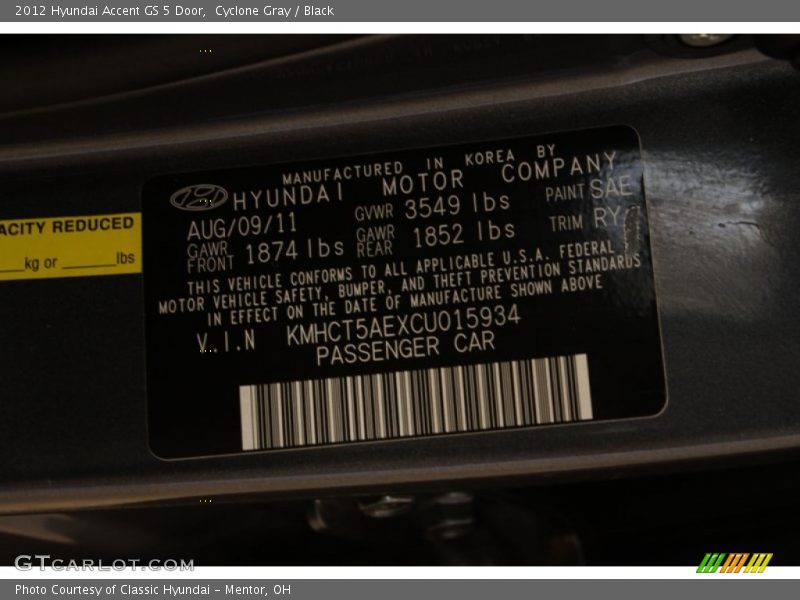 2012 Hyundai Accent GS 5 Door, Cyclone Gray / Black
MANUFACTURED IN KOREA BY
HYUNDAI MOTOR COMPANY
AUG/09/11 GVWR 3549 lbs PAINT SAE
GAWR FRONT 1874 lbs GAWR REAR 1852 lbs TRIM RY
THIS VEHICLE CONFORMS TO ALL APPLICABLE U.S.A. FEDERAL
MOTOR VEHICLE SAFETY, BUMPER, AND THEFT PREVENTION STANDARDS
IN EFFECT ON THE DATE OF MANUFACTURE SHOWN ABOVE
V.I.N KMHCT5AEXCU015934
PASSENGER CAR
ACITY REDUCED
kg or lbs
GTCARLOT.COM
Photo Courtesy of Classic Hyundai - Mentor, OH